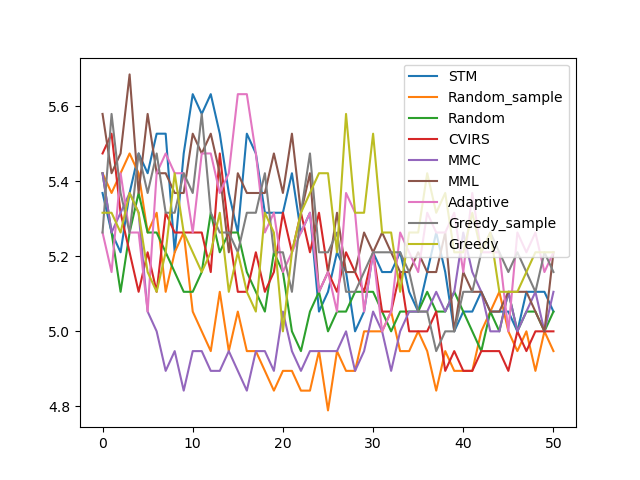 5.6
5.4
5.2
5.0
4.8
0
10
20
30
40
50
STM
Random_sample
Random
CVIRS
MMC
MML
Adaptive
Greedy_sample
Greedy